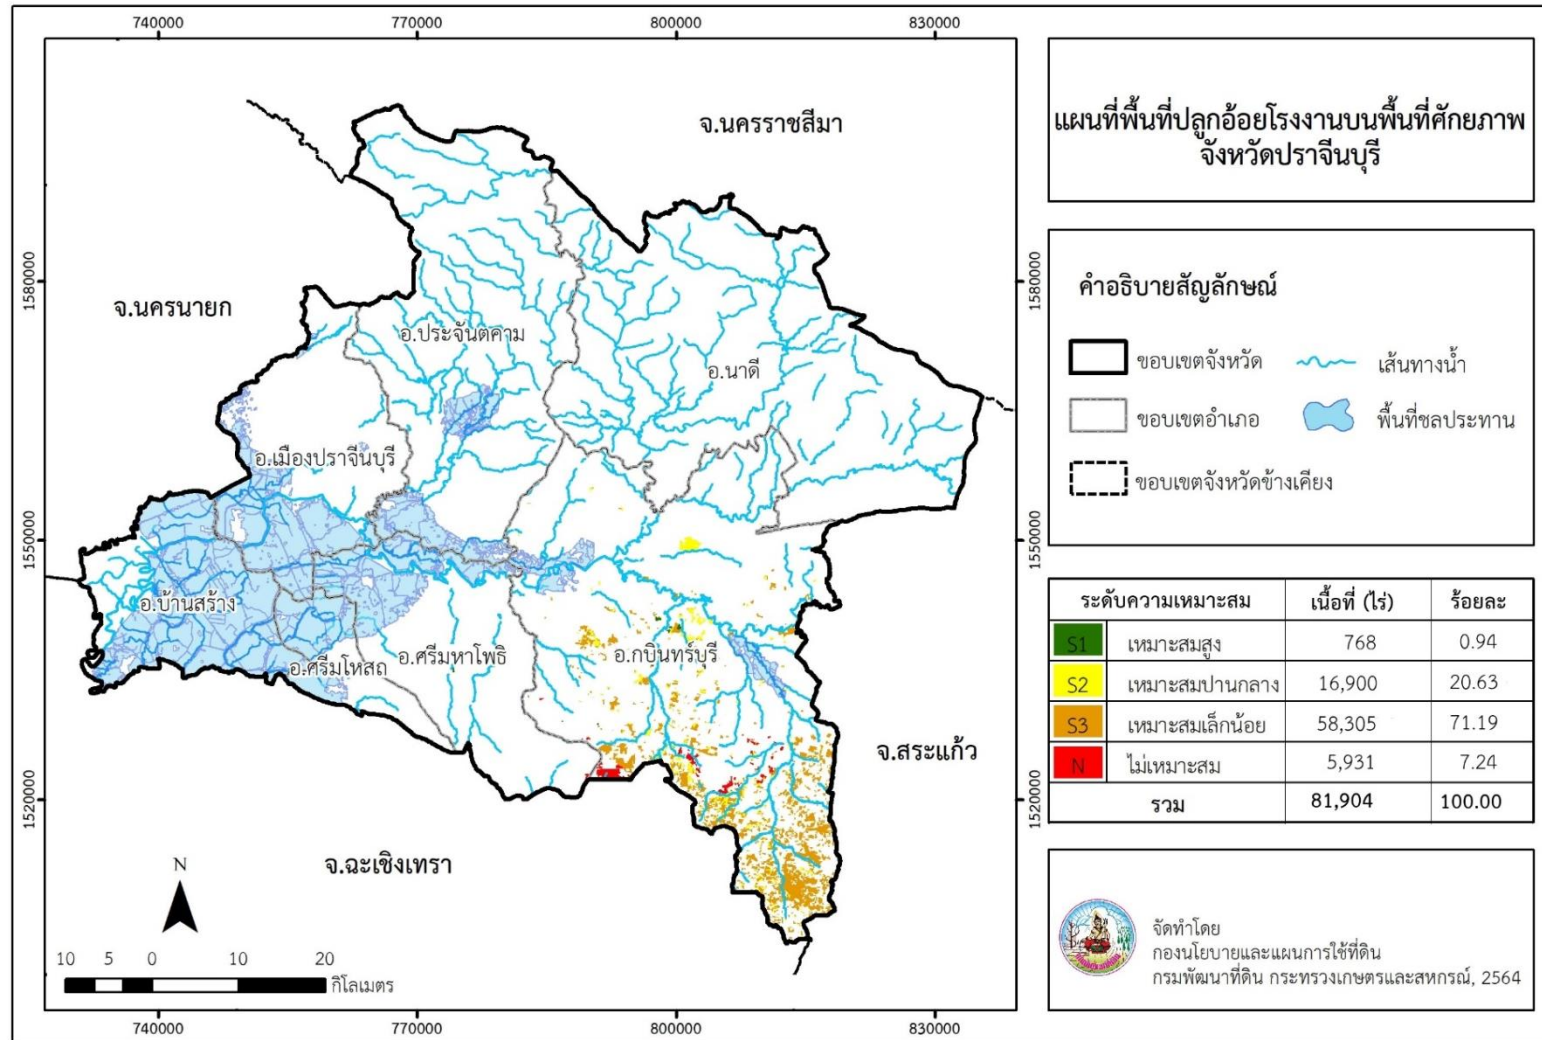 740000 770000 800000 830000
จ.นครราชสีมา
แผนที่พื้นที่ปลูกอ้อยโรงงานบนพื้นที่ศักยภาพ
จังหวัดปราจีนบุรี
1580000 1580000
จ.นครนายก
อ.ประจันตคาม
อ.นาดี
คำอธิบายสัญลักษณ์
ขอบเขตจังหวัด เส้นทางน้ำ
ขอบเขตอำเภอ พื้นที่ชลประทาน
ขอบเขตจังหวัดข้างเคียง
อ.เมืองปราจีนบุรี
1550000 1550000
อ.บ้านสร้าง
อ.ศรีมโหสถ
อ.ศรีมหาโพธิ
อ.กบินทร์บุรี
จ.สระแก้ว
ระดับความเหมาะสม เนื้อที่ (ไร่) ร้อยละ
S1 เหมาะสมสูง 768 0.94
S2 เหมาะสมปานกลาง 16,900 20.63
S3 เหมาะสมเล็กน้อย 58,305 71.19
N ไม่เหมาะสม 5,931 7.24
รวม 81,904 100.00
1520000 1520000
จ.ฉะเชิงเทรา
N
10 5 0 10 20
กิโลเมตร
จัดทำโดย
กองนโยบายและแผนการใช้ที่ดิน
กรมพัฒนาที่ดิน กระทรวงเกษตรและสหกรณ์, 2564
740000 770000 800000 830000